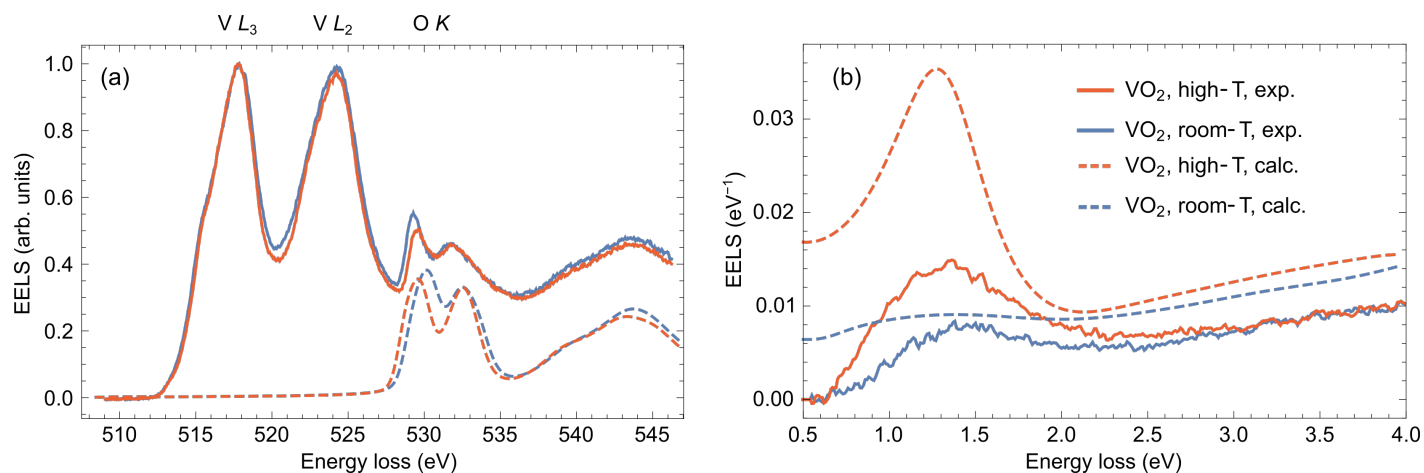 V L3 V L2 O K
(a)
EELS (arb. units)
1.0
0.8
0.6
0.4
0.2
0.0
510 515 520 525 530 535 540 545
Energy loss (eV)
(b)
EELS (eV⁻¹)
0.03
0.02
0.01
0.00
VO₂, high-T, exp.
VO₂, room-T, exp.
VO₂, high-T, calc.
VO₂, room-T, calc.
0.5 1.0 1.5 2.0 2.5 3.0 3.5 4.0
Energy loss (eV)